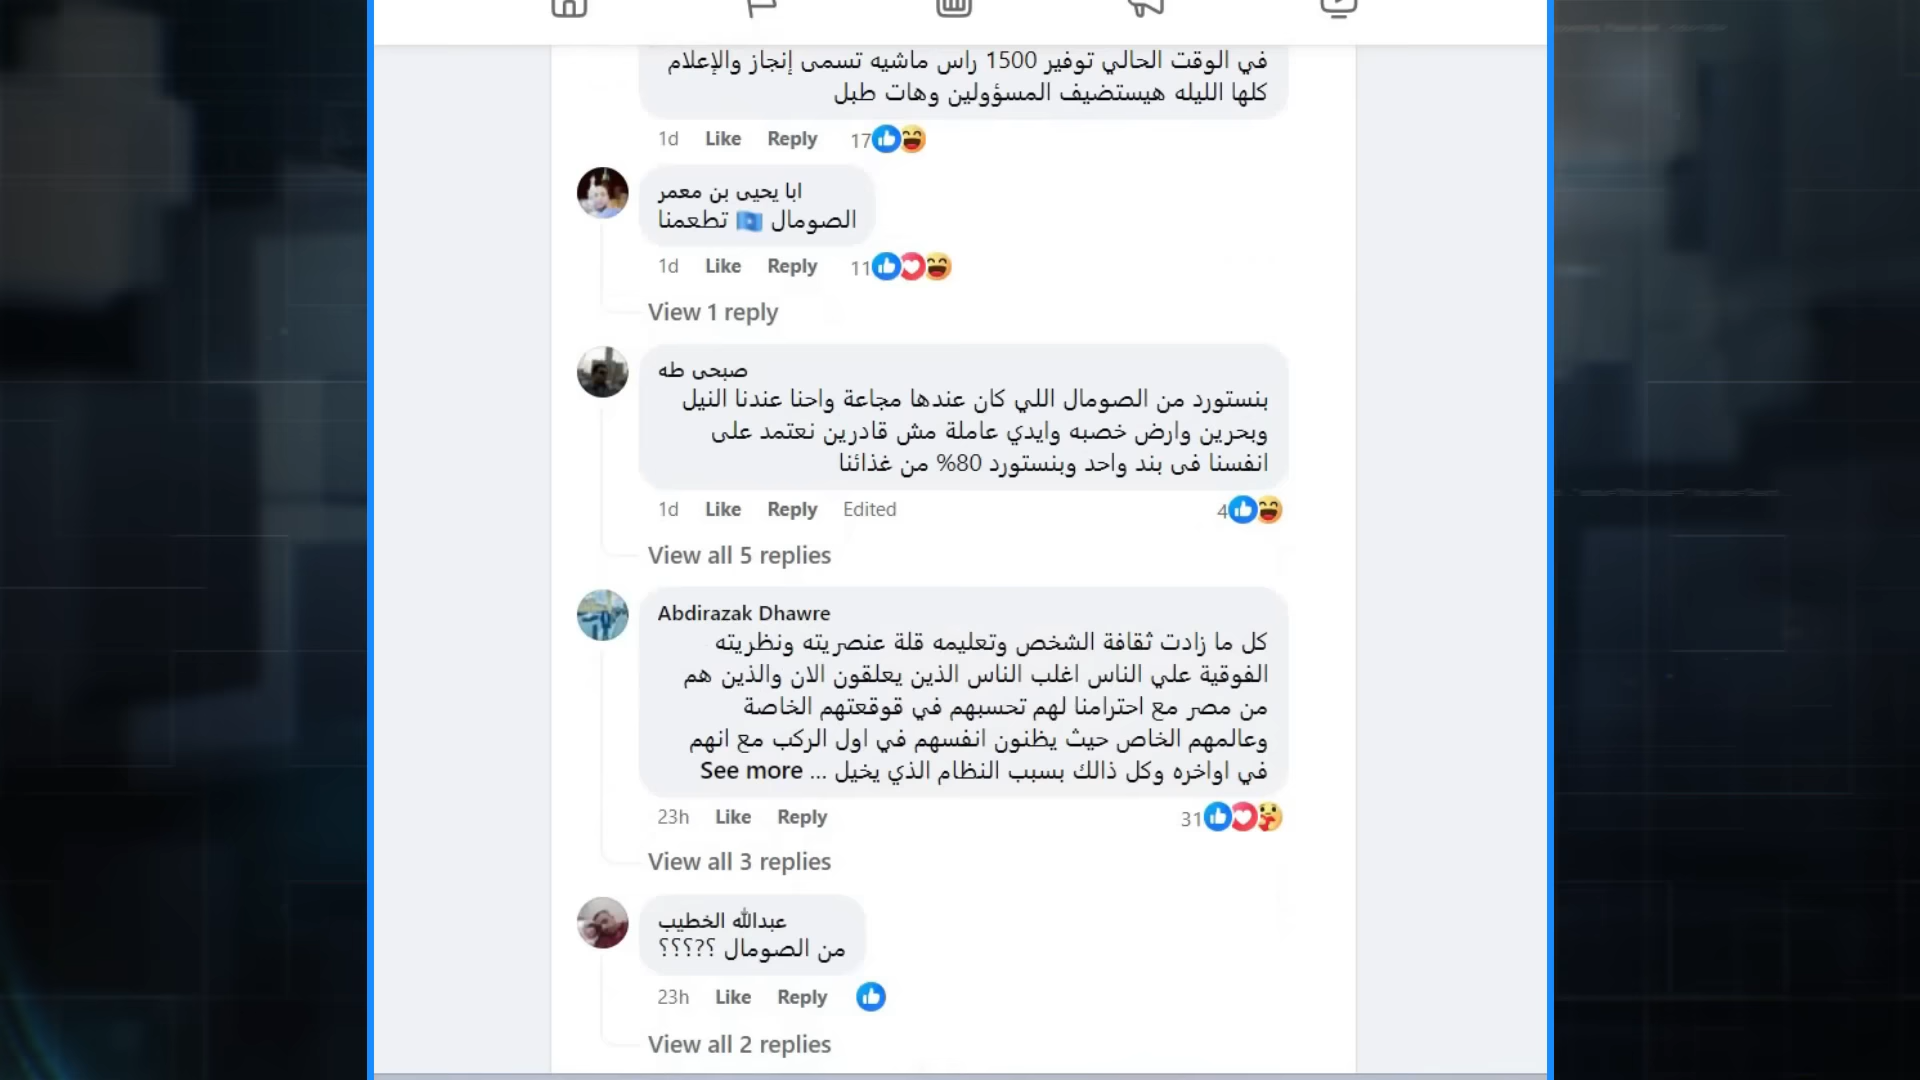 في الوقت الحالي توفير 1500 راس ماشيه تسمى إنجاز والإعلام
كلها الليله هيستضيف المسؤولين وهات طبل
1d Like Reply 17
ابا يحيى بن معمر
الصومال 🇸🇴 تطعمنا
1d Like Reply 11
View 1 reply
صبحى طه
بنستورد من الصومال اللي كان عندها مجاعة واحنا عندنا النيل
وبحرين وارض خصبه وايدي عاملة مش قادرين نعتمد على
انفسنا فى بند واحد وبنستورد 80% من غذائنا
1d Like Reply Edited 4
View all 5 replies
Abdirazak Dhawre
كل ما زادت ثقافة الشخص وتعليمه قلة عنصريته ونظريته
الفوقية علي الناس اغلب الناس الذين يعلقون الان والذين هم
من مصر مع احترامنا لهم تحسبهم في قوقعتهم الخاصة
وعالمهم الخاص حيث يظنون انفسهم في اول الركب مع انهم
في اواخره وكل ذالك بسبب النظام الذي يخيل ... See more
23h Like Reply 31
View all 3 replies
عبدالله الخطيب
من الصومال ؟?؟؟؟
23h Like Reply
View all 2 replies